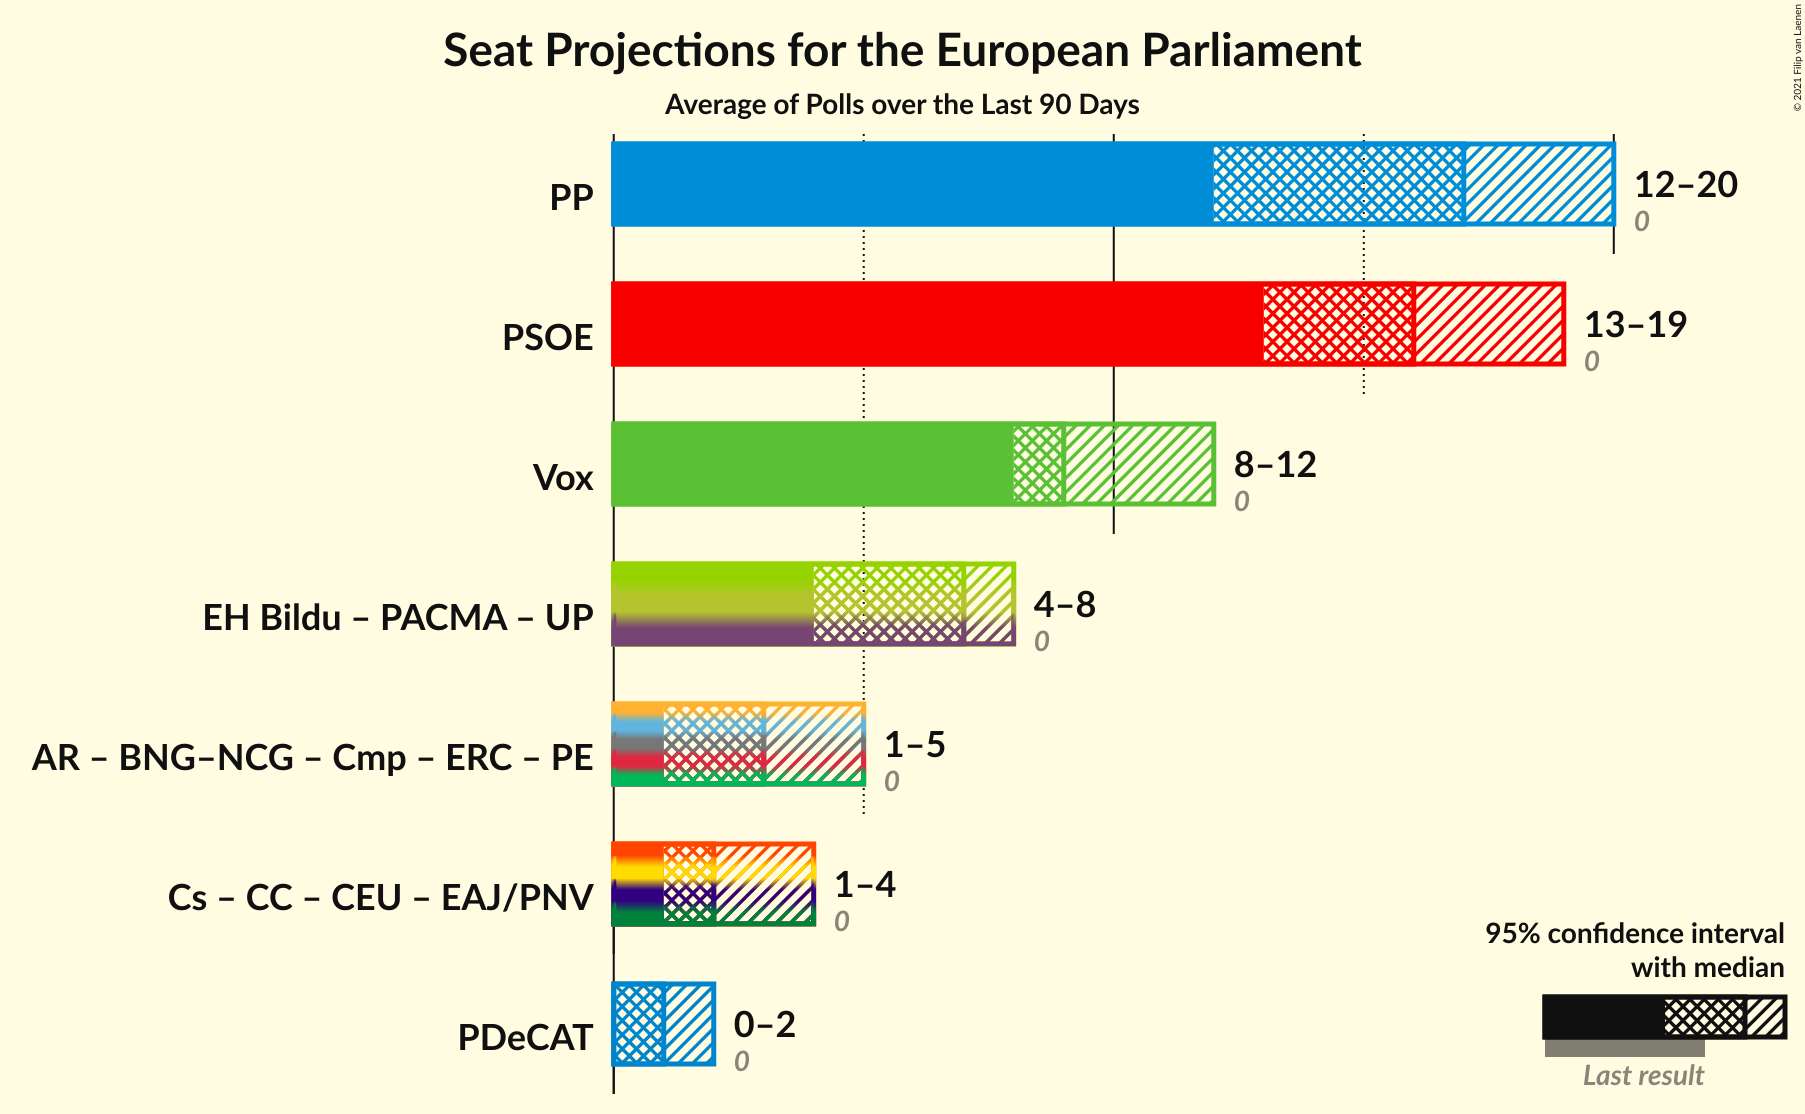 Seat Projections for the European Parliament
Average of Polls over the Last 90 Days
© 2021 Filip van Laenen
PP
12–20
0
PSOE
13–19
0
Vox
8–12
0
EH Bildu – PACMA – UP
4–8
0
AR – BNG–NCG – Cmp – ERC – PE
1–5
0
Cs – CC – CEU – EAJ/PNV
1–4
0
PDeCAT
0–2
0
95% confidence interval
with median
Last result